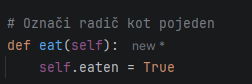 # Označi radič kot pojeden
def eat(self): new *
self.eaten = True